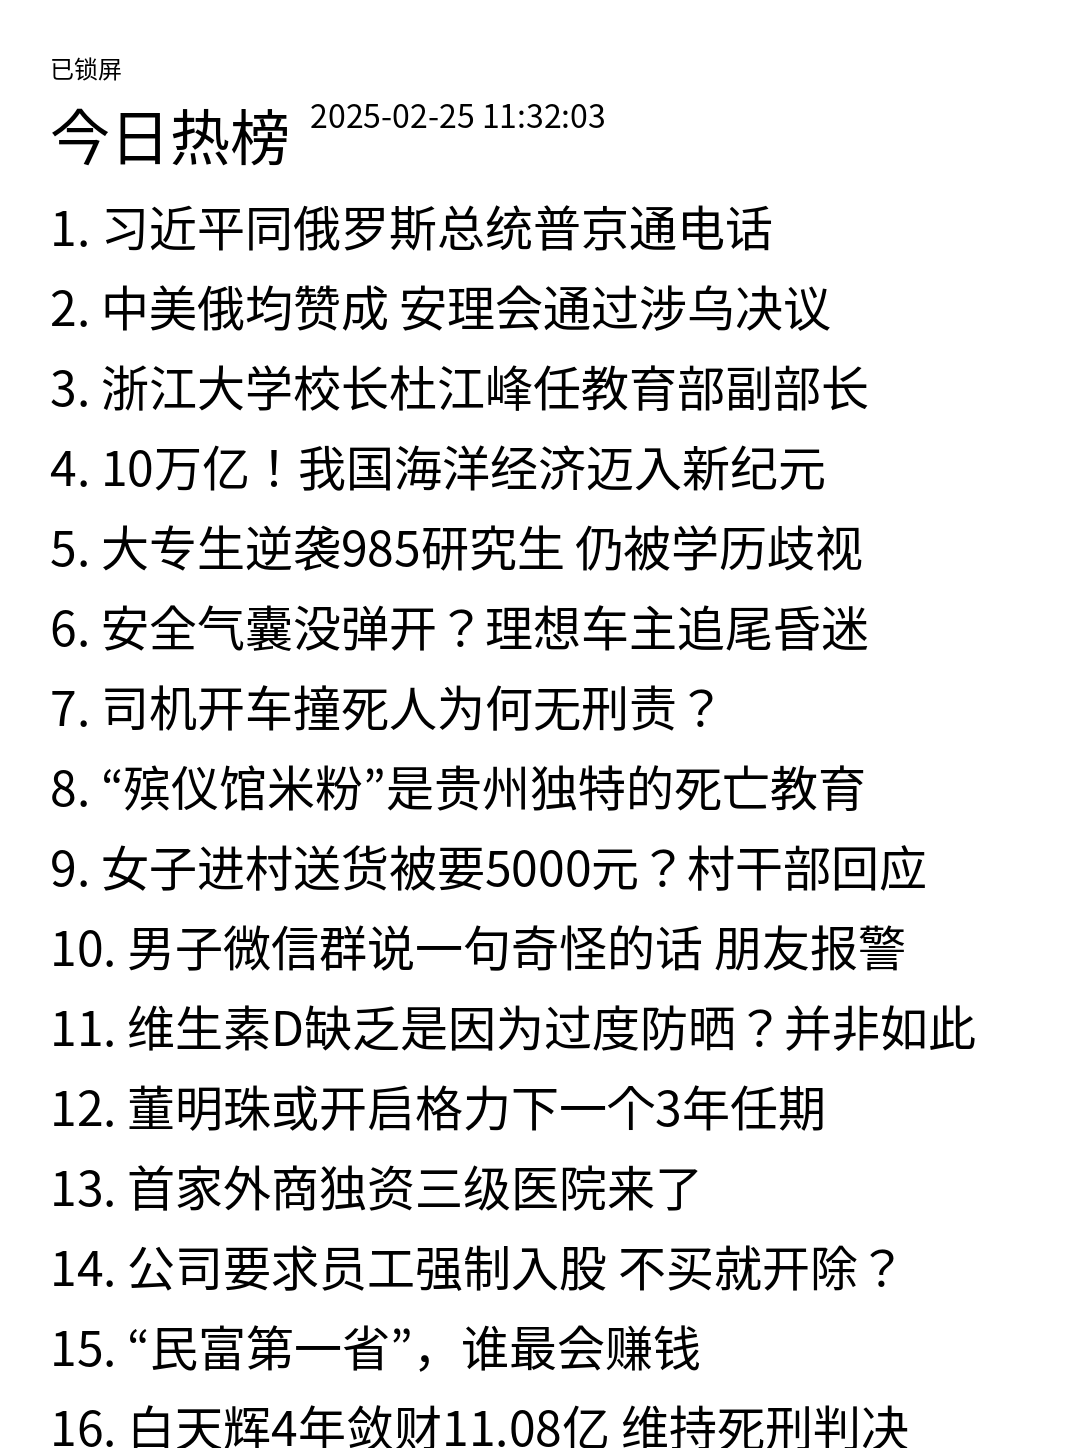 已锁屏
今日热榜 2025-02-25 11:32:03
1. 习近平同俄罗斯总统普京通电话
2. 中美俄均赞成 安理会通过涉乌决议
3. 浙江大学校长杜江峰任教育部副部长
4. 10万亿！我国海洋经济迈入新纪元
5. 大专生逆袭985研究生 仍被学历歧视
6. 安全气囊没弹开？理想车主追尾昏迷
7. 司机开车撞死人为何无刑责？
8. “殡仪馆米粉”是贵州独特的死亡教育
9. 女子进村送货被要5000元？村干部回应
10. 男子微信群说一句奇怪的话 朋友报警
11. 维生素D缺乏是因为过度防晒？并非如此
12. 董明珠或开启格力下一个3年任期
13. 首家外商独资三级医院来了
14. 公司要求员工强制入股 不买就开除？
15. “民富第一省”，谁最会赚钱
16. 白天辉4年敛财11.08亿 维持死刑判决